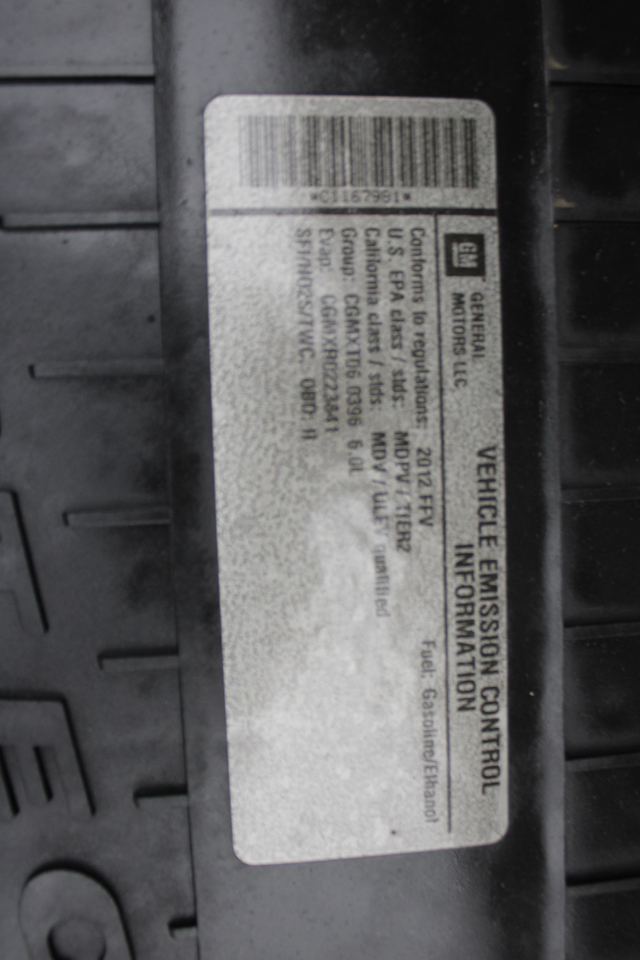 GM
GENERAL
MOTORS LLC
VEHICLE EMISSION CONTROL
INFORMATION
Conforms to regulations: 2012 FFV Fuel: Gasoline/Ethanol
U.S. EPA class / stds: MDPV / TIER2
California class / stds: MDV / ULEV qualified
Group: CGMXT06.0396 6.0L
Evap: CGMXR0223841
SFI/HO2S/TWC OBD: II
*C1167981*